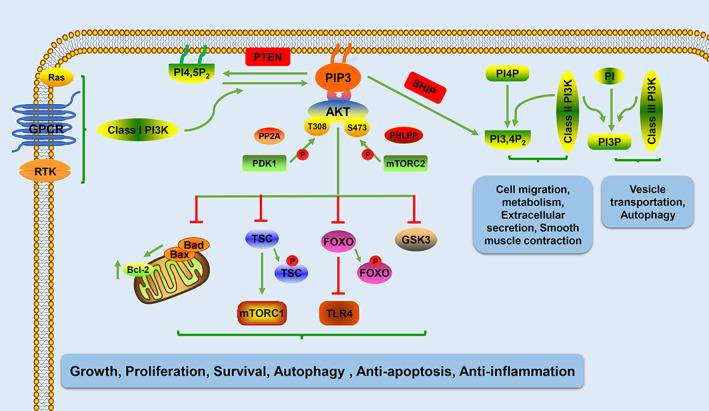 PTEN
PI4,5P2
PIP3
SHIP
Ras
GPCR
RTK
Class I PI3K
AKT
T308
S473
PP2A
PHLPP
PDK1
P
P
mTORC2
PI4P
PI3,4P2
Class II PI3K
PI
PI3P
Class III PI3K
Cell migration,
metabolism,
Extracellular
secretion, Smooth
muscle contraction
Vesicle
transportation,
Autophagy
Bad
Bax
Bcl-2
TSC
P
TSC
mTORC1
FOXO
P
FOXO
TLR4
GSK3
Growth, Proliferation, Survival, Autophagy , Anti-apoptosis, Anti-inflammation